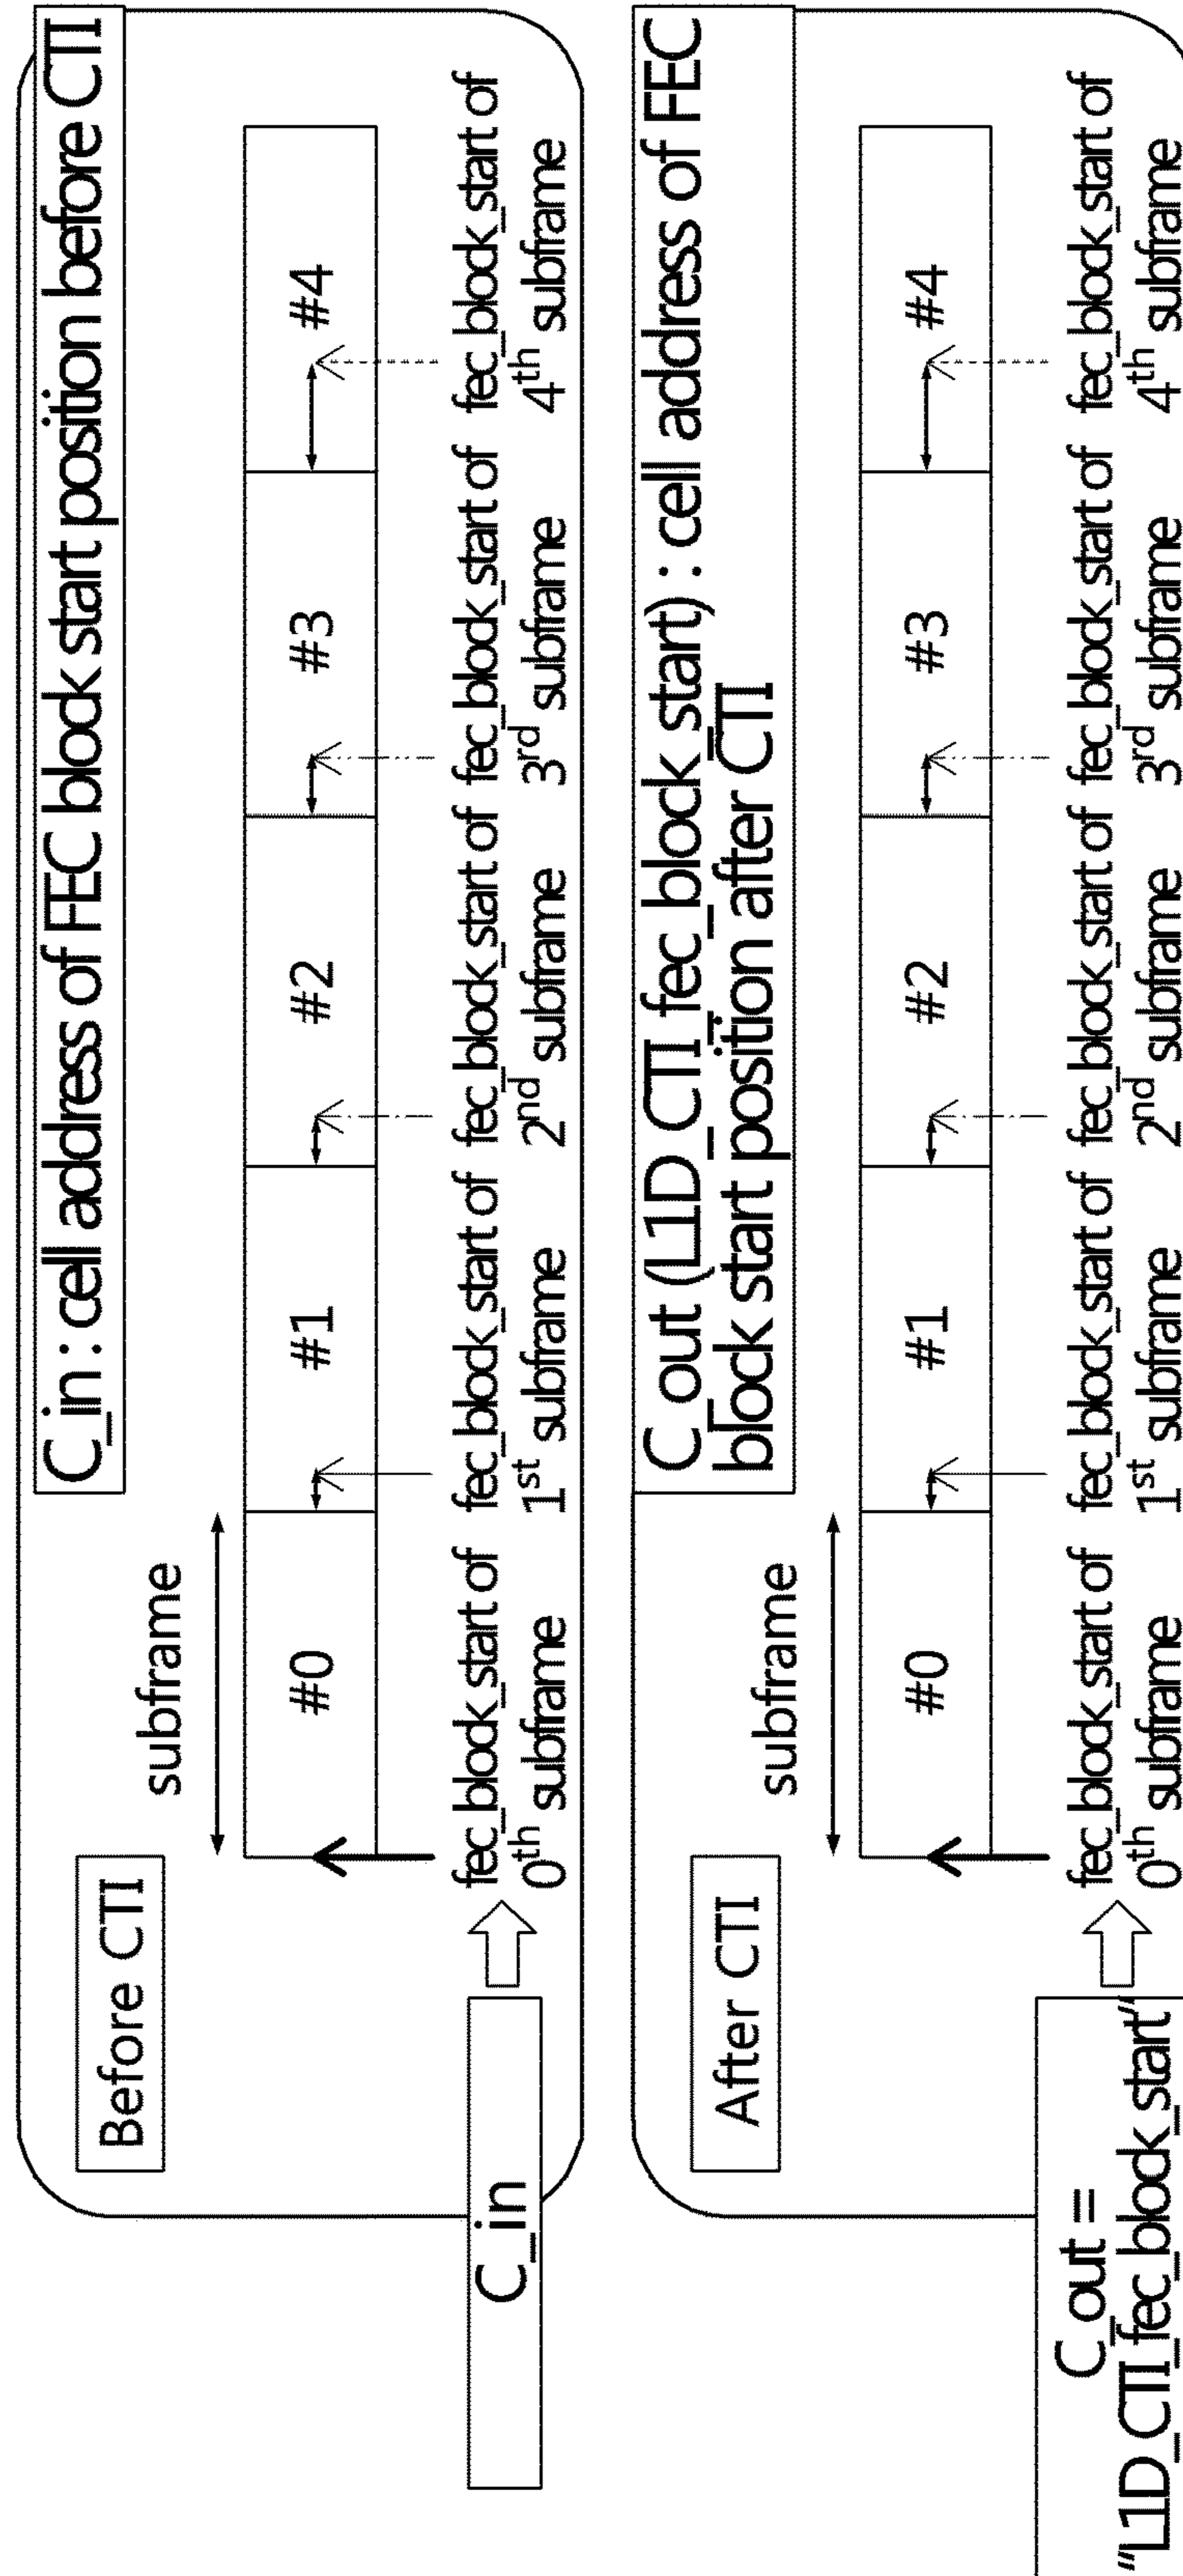 C_in : cell address of FEC block start position before CTI
Before CTI
subframe
#0 #1 #2 #3 #4
C_in
fec_block_start of
0th subframe
fec_block_start of
1st subframe
fec_block_start of
2nd subframe
fec_block_start of
3rd subframe
fec_block_start of
4th subframe
C_out (L1D_CTI_fec_block_start) : cell address of FEC
block start position after CTI
After CTI
subframe
#0 #1 #2 #3 #4
C_out =
“L1D_CTI_fec_block_start”
fec_block_start of
0th subframe
fec_block_start of
1st subframe
fec_block_start of
2nd subframe
fec_block_start of
3rd subframe
fec_block_start of
4th subframe